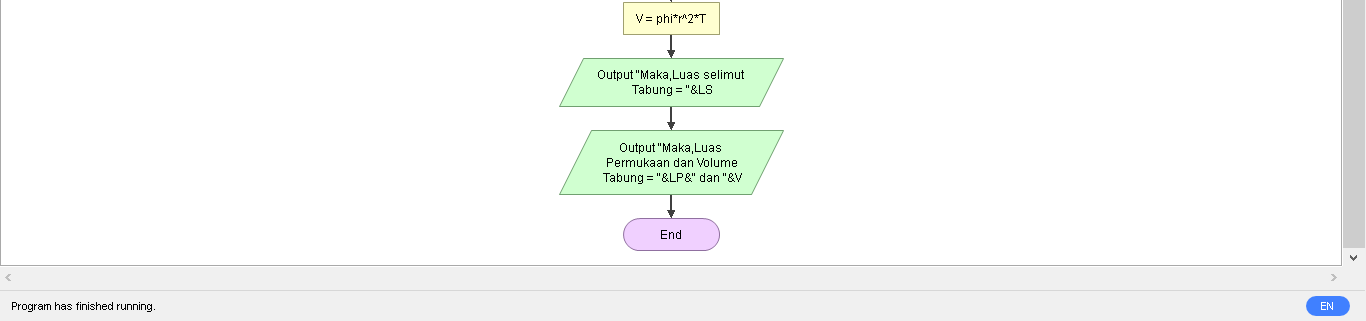 V = phi*r^2*T
Output "Maka,Luas selimut
Tabung = "&LS
Output "Maka,Luas
Permukaan dan Volume
Tabung = "&LP&" dan "&V
End
Program has finished running.
EN